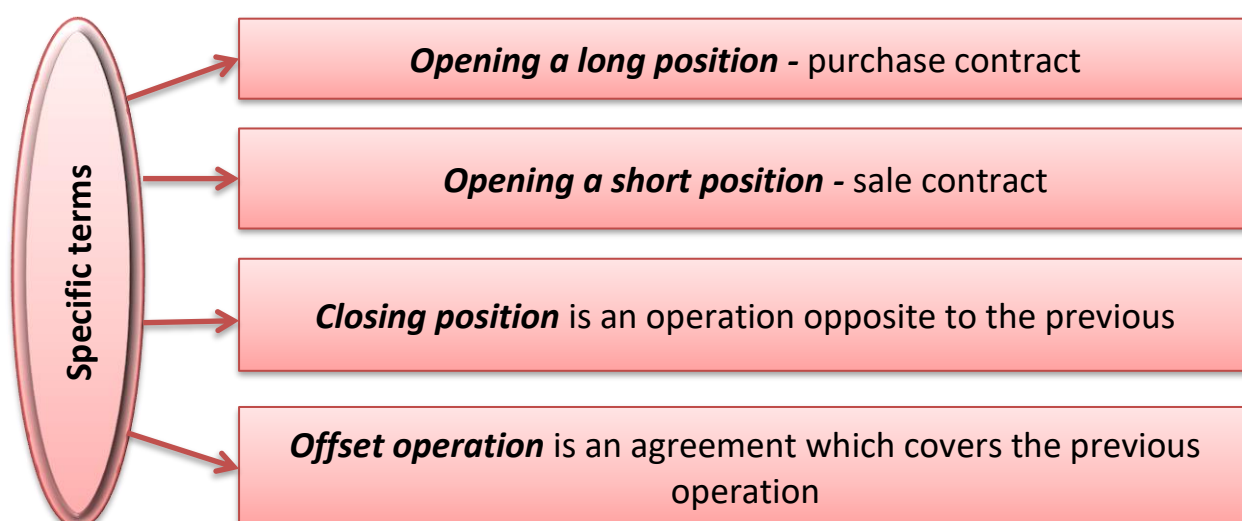 Specific terms
Opening a long position - purchase contract
Opening a short position - sale contract
Closing position is an operation opposite to the previous
Offset operation is an agreement which covers the previous
operation